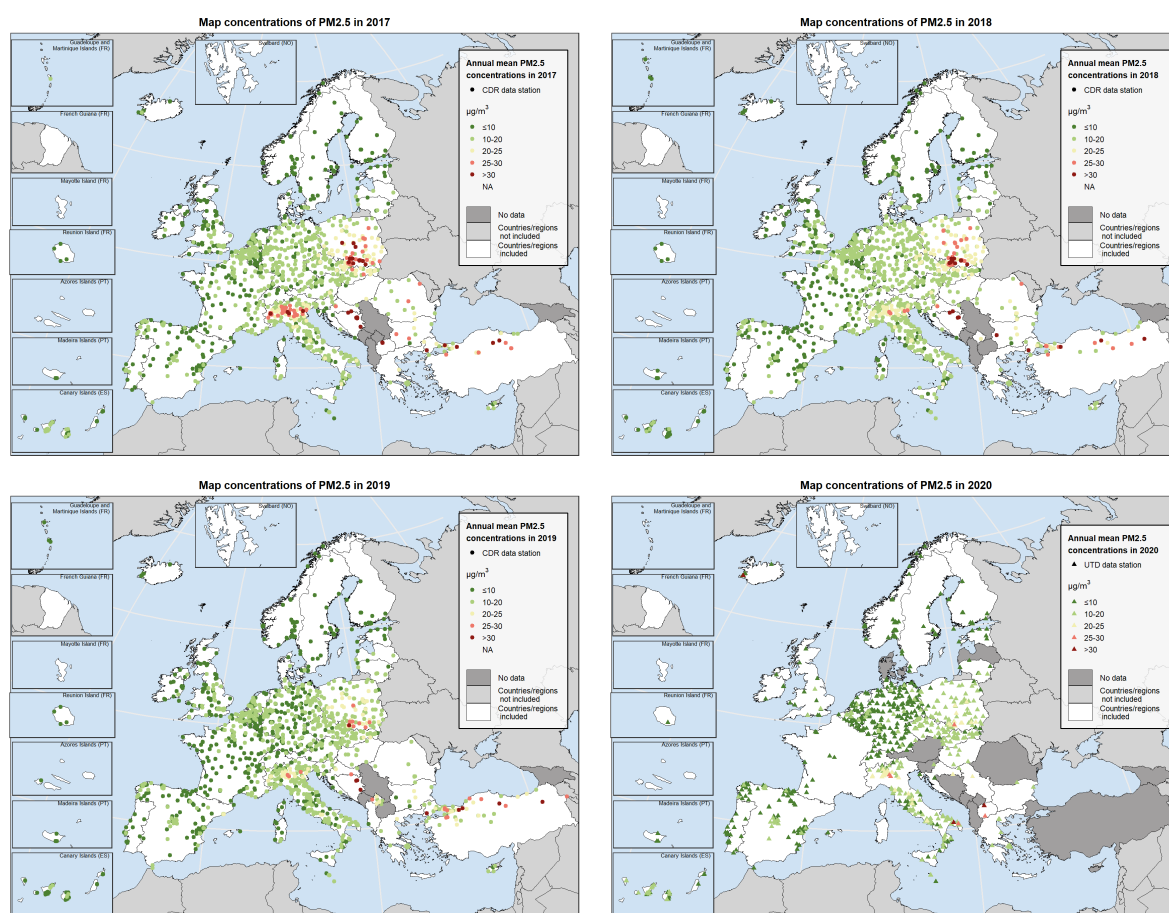 Map concentrations of PM2.5 in 2017
Guadeloupe and
Martinique Islands (FR)
Svalbard (NO)
French Guiana (FR)
Mayotte Island (FR)
Reunion Island (FR)
Azores Islands (PT)
Madeira Islands (PT)
Canary Islands (ES)
Annual mean PM2.5
concentrations in 2017
CDR data station
µg/m³
≤10
10-20
20-25
25-30
>30
NA
No data
Countries/regions
not included
Countries/regions
included
Map concentrations of PM2.5 in 2018
Guadeloupe and
Martinique Islands (FR)
Svalbard (NO)
French Guiana (FR)
Mayotte Island (FR)
Reunion Island (FR)
Azores Islands (PT)
Madeira Islands (PT)
Canary Islands (ES)
Annual mean PM2.5
concentrations in 2018
CDR data station
µg/m³
≤10
10-20
20-25
25-30
>30
NA
No data
Countries/regions
not included
Countries/regions
included
Map concentrations of PM2.5 in 2019
Guadeloupe and
Martinique Islands (FR)
Svalbard (NO)
French Guiana (FR)
Mayotte Island (FR)
Reunion Island (FR)
Azores Islands (PT)
Madeira Islands (PT)
Canary Islands (ES)
Annual mean PM2.5
concentrations in 2019
CDR data station
µg/m³
≤10
10-20
20-25
25-30
>30
NA
No data
Countries/regions
not included
Countries/regions
included
Map concentrations of PM2.5 in 2020
Guadeloupe and
Martinique Islands (FR)
Svalbard (NO)
French Guiana (FR)
Mayotte Island (FR)
Reunion Island (FR)
Azores Islands (PT)
Madeira Islands (PT)
Canary Islands (ES)
Annual mean PM2.5
concentrations in 2020
UTD data station
µg/m³
≤10
10-20
20-25
25-30
>30
No data
Countries/regions
not included
Countries/regions
included